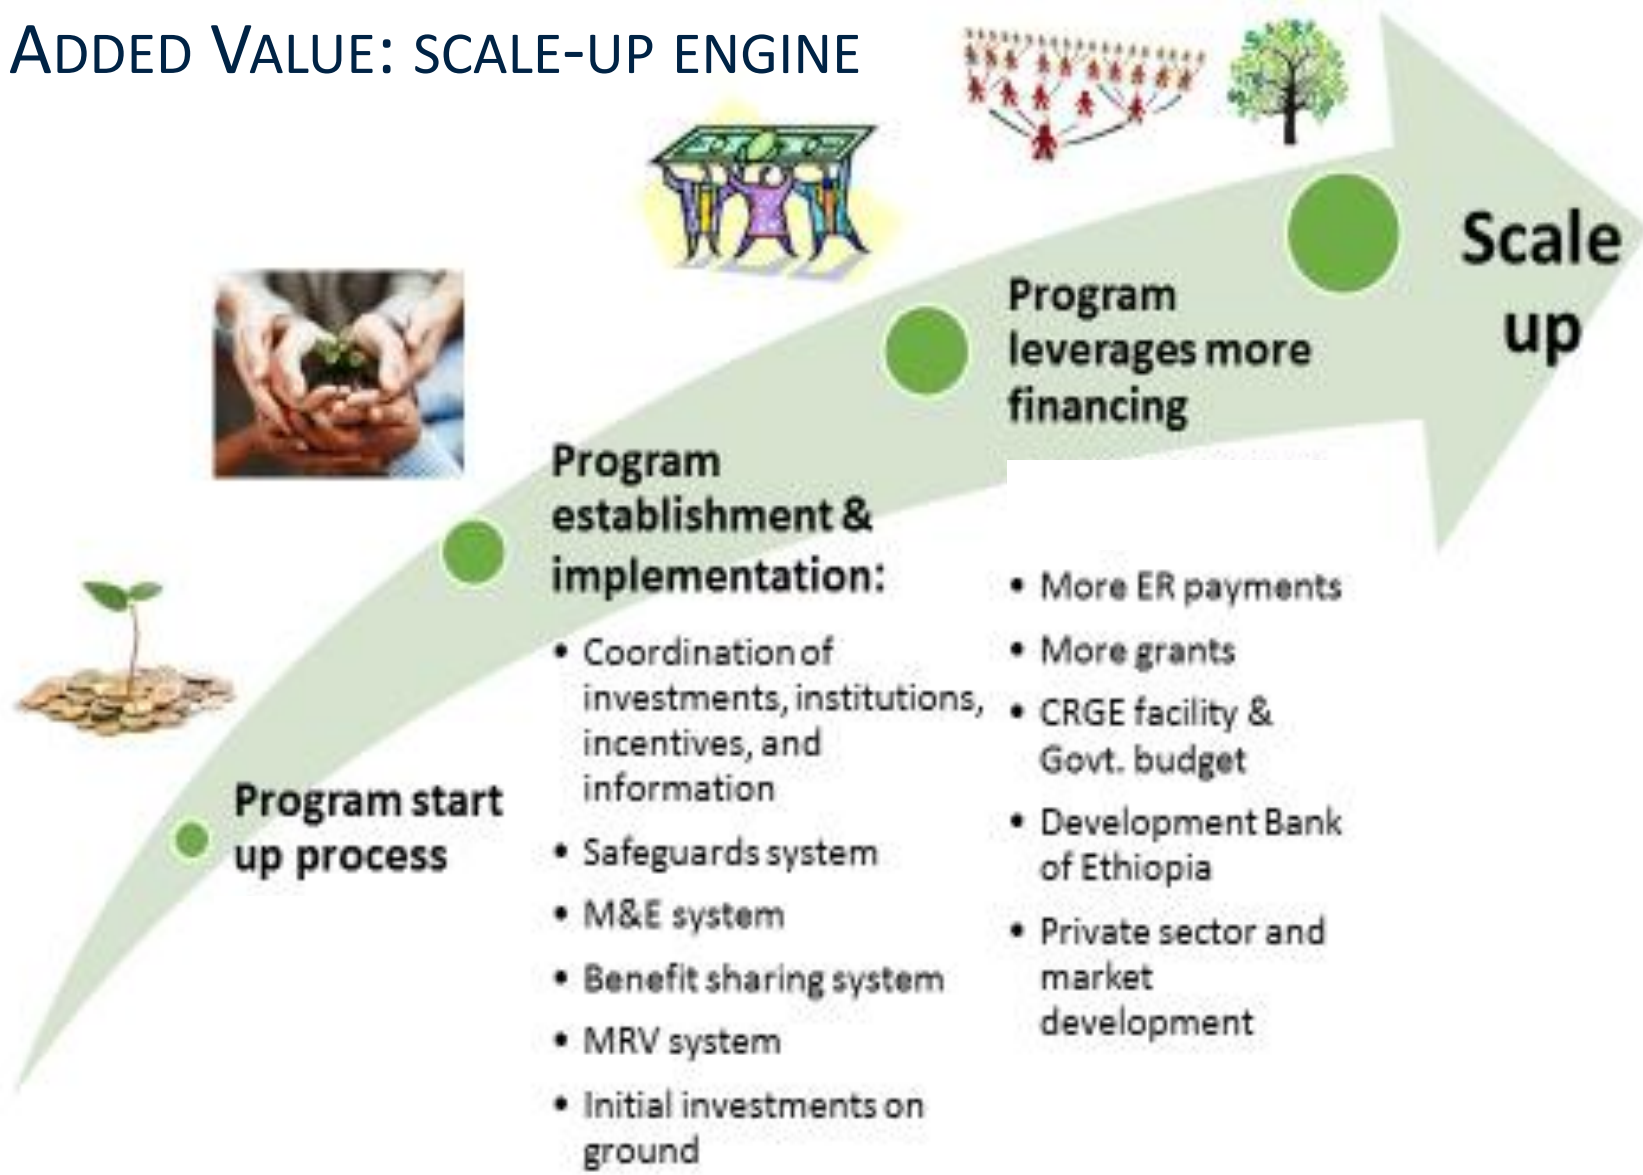 ADDED VALUE: SCALE-UP ENGINE
Program start
up process
Program
establishment &
implementation:
• Coordination of
investments, institutions,
incentives, and
information
• Safeguards system
• M&E system
• Benefit sharing system
• MRV system
• Initial investments on
ground
Program
leverages more
financing
• More ER payments
• More grants
• CRGE facility &
Govt. budget
• Development Bank
of Ethiopia
• Private sector and
market
development
Scale
up